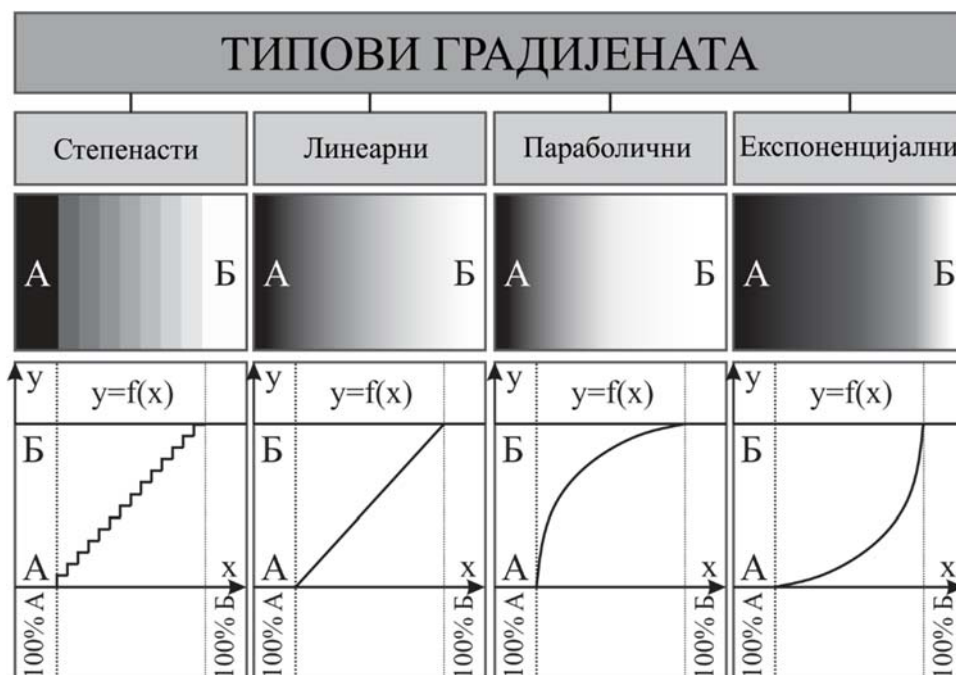 ТИПОВИ ГРАДИЈЕНАТА
Степенасти
Линеарни
Параболични
Експоненцијални
А Б
А Б
А Б
А Б
y y=f(x)
Б
А x
100% А 100% Б
y y=f(x)
Б
А x
100% А 100% Б
y y=f(x)
Б
А x
100% А 100% Б
y y=f(x)
Б
А x
100% А 100% Б